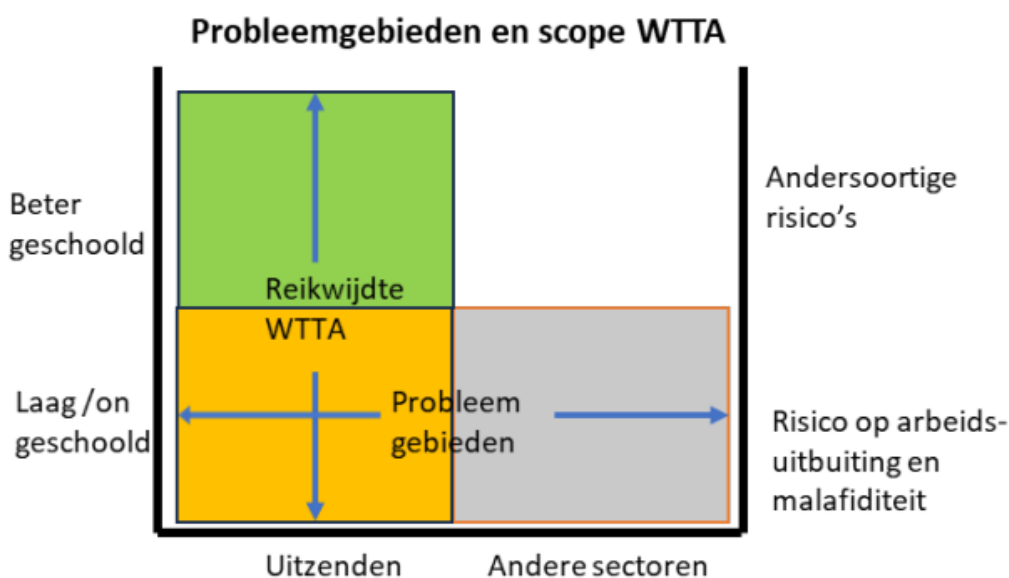 Probleemgebieden en scope WTTA
Beter
geschoold
Andersoortige
risico's
Reikwijdte
WTTA
Laag /on
geschoold
Probleem
gebieden
Risico op arbeids-
uitbuiting en
malafiditeit
Uitzenden
Andere sectoren